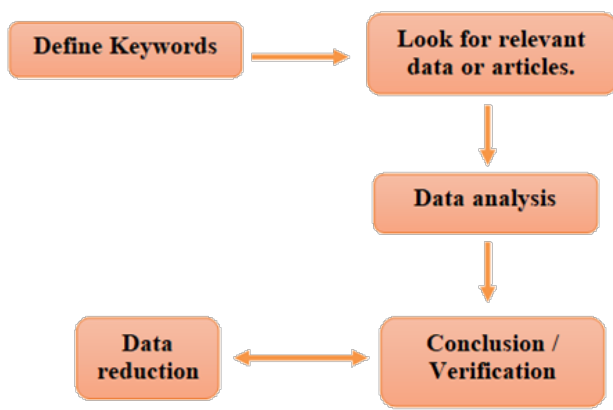 Define Keywords
Look for relevant
data or articles.
Data analysis
Data
reduction
Conclusion /
Verification